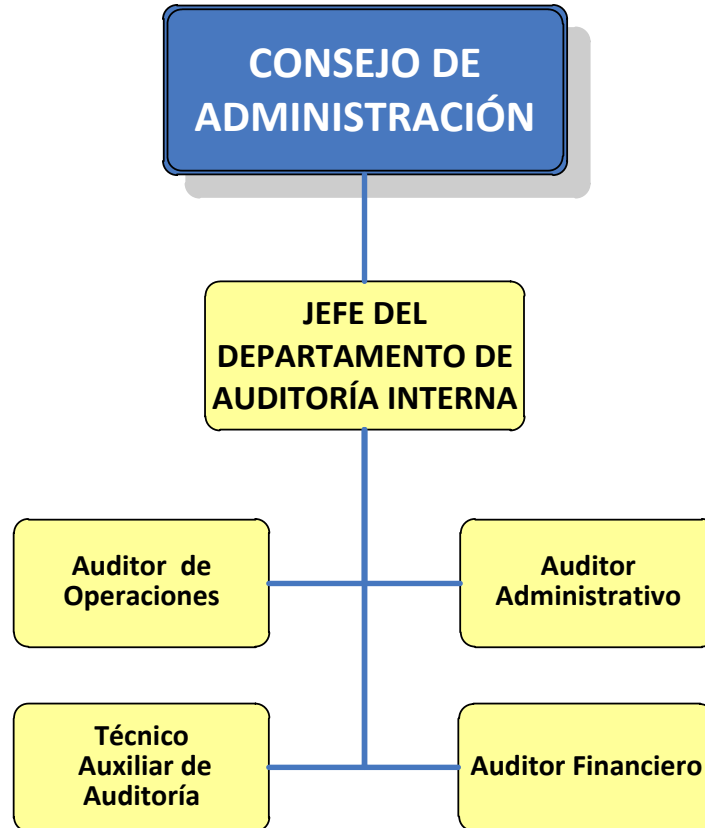 CONSEJO DE
ADMINISTRACIÓN
JEFE DEL
DEPARTAMENTO DE
AUDITORÍA INTERNA
Auditor de
Operaciones
Auditor
Administrativo
Técnico
Auxiliar de
Auditoría
Auditor Financiero